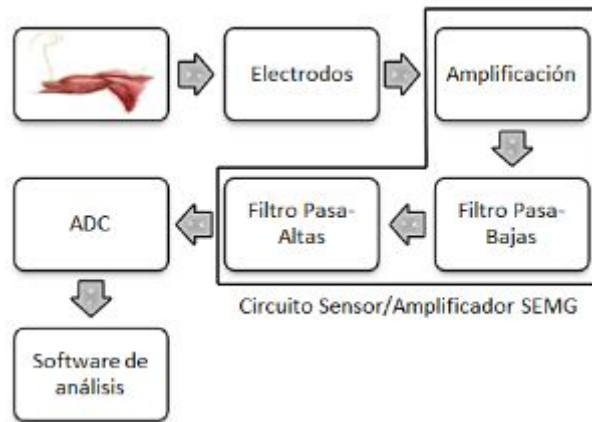 Electrodos
Amplificación
Filtro Pasa-
Bajas
Filtro Pasa-
Altas
ADC
Circuito Sensor/Amplificador SEMG
Software de
análisis